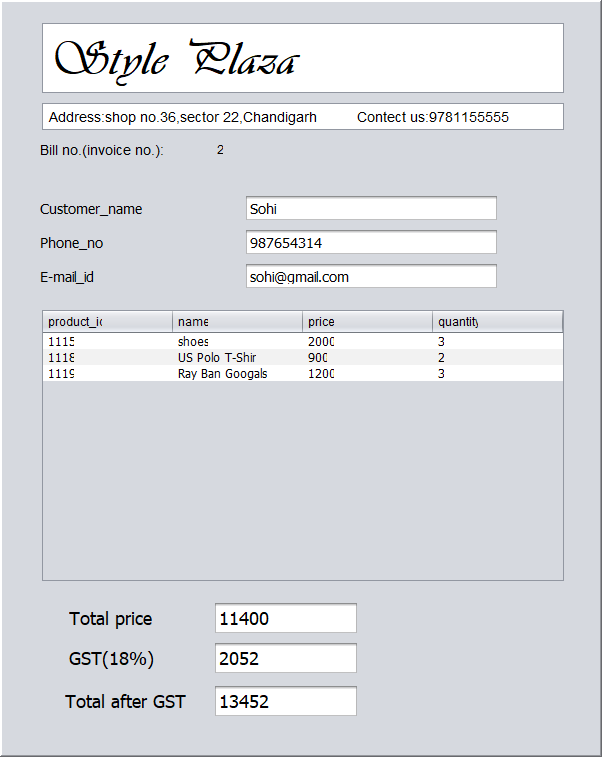 Style Plaza
Address:shop no.36,sector 22,Chandigarh Contect us:9781155555
Bill no.(invoice no.): 2
Customer_name Sohi
Phone_no 987654314
E-mail_id sohi@gmail.com
product_id name price quantity
1115 shoes 2000 3
1118 US Polo T-Shir 900 2
1119 Ray Ban Googals 1200 3
Total price 11400
GST(18%) 2052
Total after GST 13452